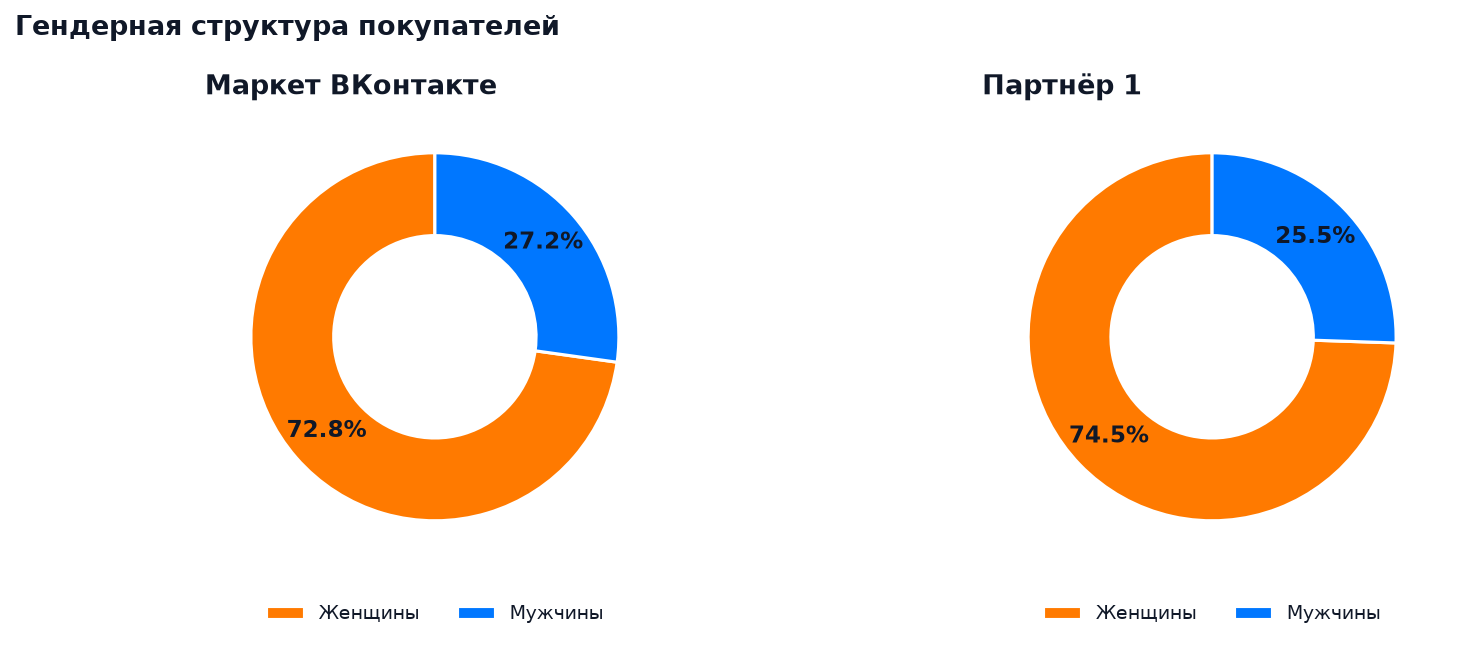 Гендерная структура покупателей
Маркет ВКонтакте
27.2%
72.8%
Женщины
Мужчины
Партнёр 1
25.5%
74.5%
Женщины
Мужчины